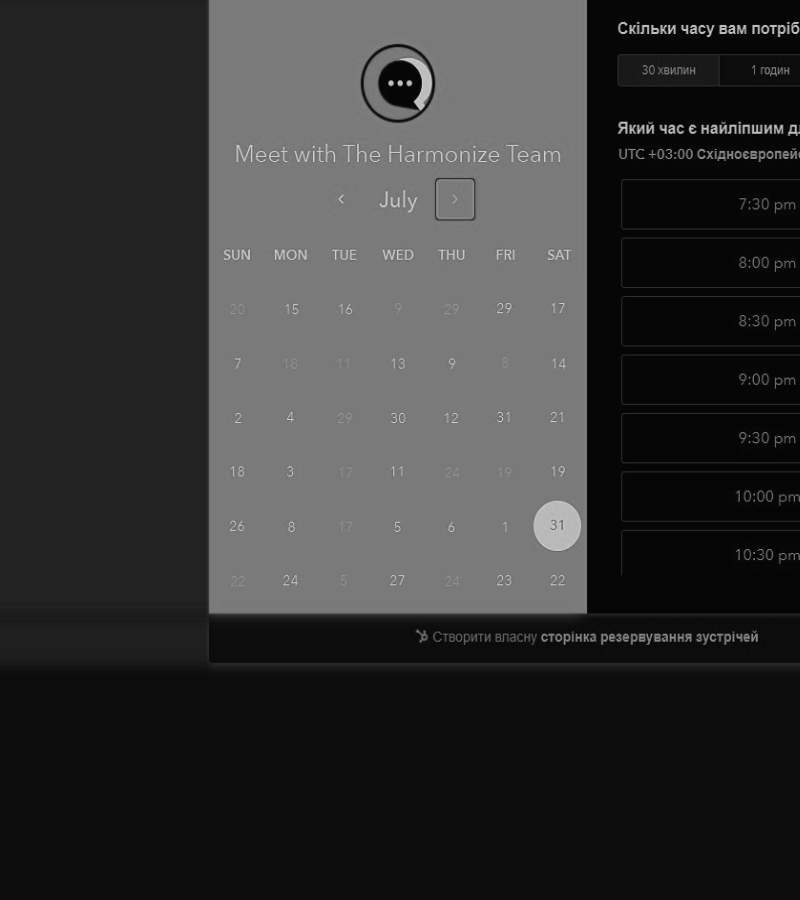 Meet with The Harmonize Team
July
SUN MON TUE WED THU FRI SAT
20 15 16 9 29 29 17
7 18 11 13 9 8 14
2 4 29 30 12 31 21
18 3 17 11 24 19 19
26 8 17 5 6 1 31
22 24 5 27 24 23 22
Скільки часу вам потріб
30 хвилин 1 годин
Який час є найліпшим д
UTC +03:00 Східноєвропей
7:30 pm
8:00 pm
8:30 pm
9:00 pm
9:30 pm
10:00 pm
10:30 pm
Створити власну сторінка резервування зустрічей